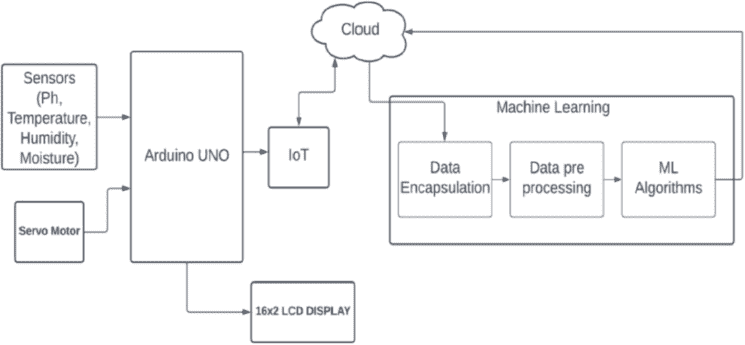 Cloud
Sensors
(Ph,
Temperature,
Humidity,
Moisture)
Arduino UNO
IoT
Servo Motor
16x2 LCD DISPLAY
Machine Learning
Data
Encapsulation
Data pre
processing
ML
Algorithms